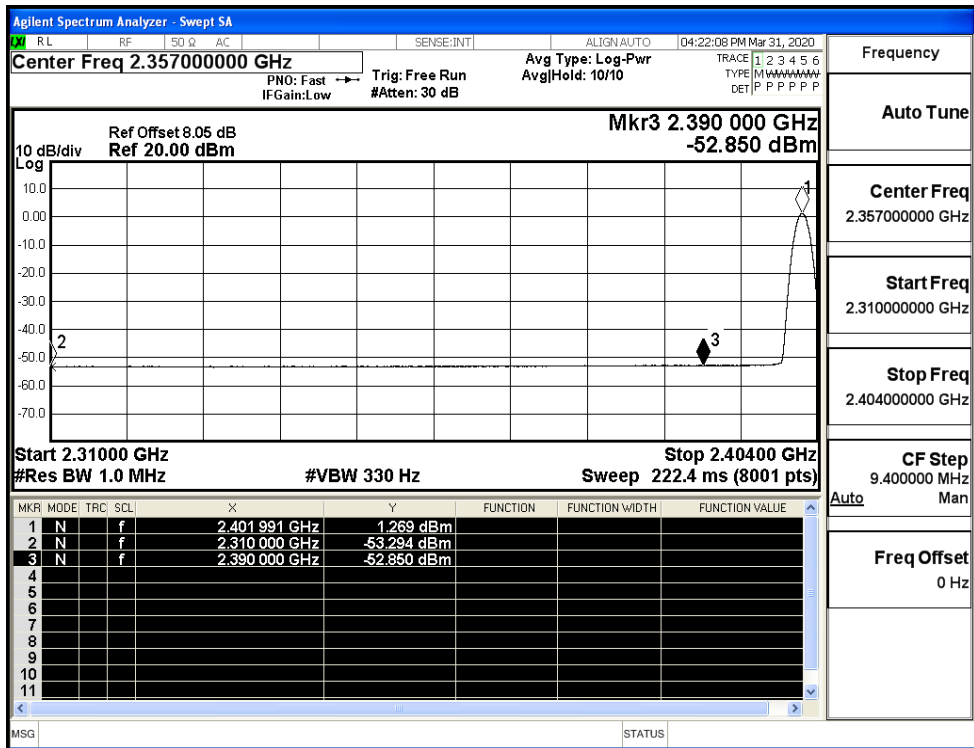 Agilent Spectrum Analyzer - Swept SA
LXI RL RF 50 Ω AC SENSE:INT ALIGN AUTO 04:22:08 PM Mar 31, 2020
Center Freq 2.357000000 GHz
PNO: Fast
IFGain:Low
Trig: Free Run
#Atten: 30 dB
Avg Type: Log-Pwr
Avg|Hold: 10/10
TRACE 1 2 3 4 5 6
TYPE M W W W W W
DET P P P P P P
Ref Offset 8.05 dB
10 dB/div Ref 20.00 dBm
Log
Mkr3 2.390 000 GHz
-52.850 dBm
10.0
0.00
-10.0
-20.0
-30.0
-40.0
-50.0
-60.0
-70.0
1
2
3
Start 2.31000 GHz Stop 2.40400 GHz
#Res BW 1.0 MHz #VBW 330 Hz Sweep 222.4 ms (8001 pts)
MKR MODE TRC SCL X Y FUNCTION FUNCTION WIDTH FUNCTION VALUE
1 N f 2.401 991 GHz 1.269 dBm
2 N f 2.310 000 GHz -53.294 dBm
3 N f 2.390 000 GHz -52.850 dBm
4
5
6
7
8
9
10
11
MSG STATUS
Frequency
Auto Tune
Center Freq
2.357000000 GHz
Start Freq
2.310000000 GHz
Stop Freq
2.404000000 GHz
CF Step
9.400000 MHz
Auto Man
Freq Offset
0 Hz